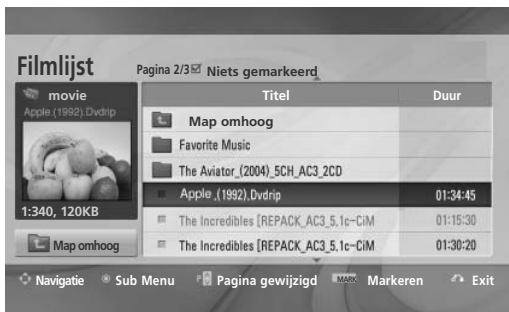 Filmlijst
Pagina 2/3 Niets gemarkeerd
movie
Apple.(1992).Dvdrip
1:340, 120KB
Map omhoog
Titel Duur
Map omhoog
Favorite Music
The Aviator_(2004)_5CH_AC3_2CD
Apple ,(1992),Dvdrip 01:34:45
The Incredibles [REPACK_AC3_5,1c-CiM 01:15:30
The Incredibles [REPACK_AC3_5,1c-CiM 01:30:20
Navigatie Sub Menu Pagina gewijzigd MARK Markeren Exit